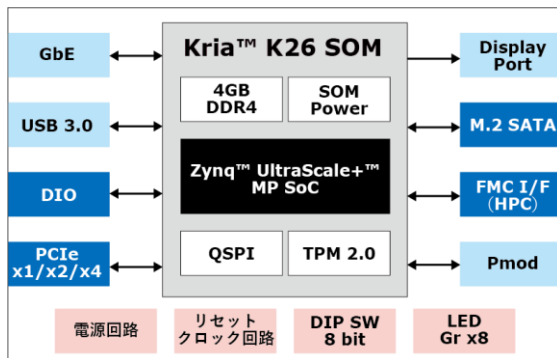 Kria™ K26 SOM
GbE
USB 3.0
DIO
PCIe
x1/x2/x4
4GB
DDR4
SOM
Power
Zynq™ UltraScale+™
MP SoC
QSPI
TPM 2.0
Display
Port
M.2 SATA
FMC I/F
(HPC)
Pmod
電源回路
リセット
クロック回路
DIP SW
8 bit
LED
Gr x8